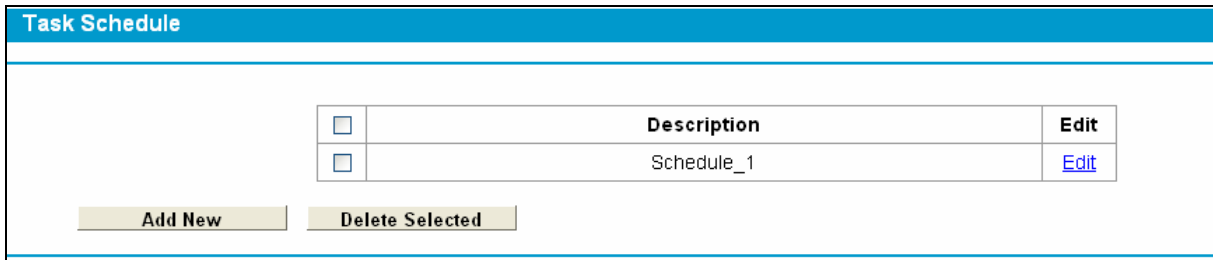 Task Schedule
Description Edit
Schedule_1 Edit
Add New Delete Selected